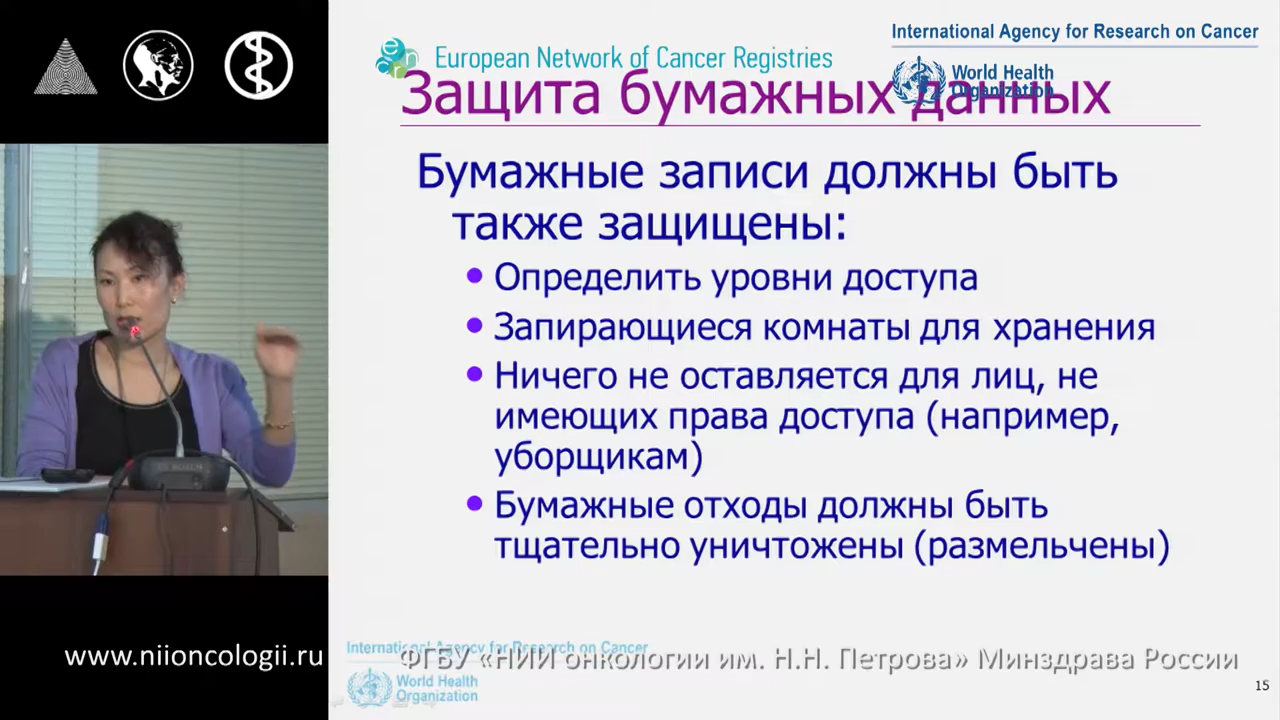 International Agency for Research on Cancer
European Network of Cancer Registries
World Health
Organization
Защита бумажных данных
Бумажные записи должны быть
также защищены:
• Определить уровни доступа
• Запирающиеся комнаты для хранения
• Ничего не оставляется для лиц, не
имеющих права доступа (например,
уборщикам)
• Бумажные отходы должны быть
тщательно уничтожены (размельчены)
BOSCH
www.niioncologii.ru
International Agency for Research on Cancer
ФГБУ «НИИ онкологии им. Н.Н. Петрова» Минздрава России
World Health
Organization
15